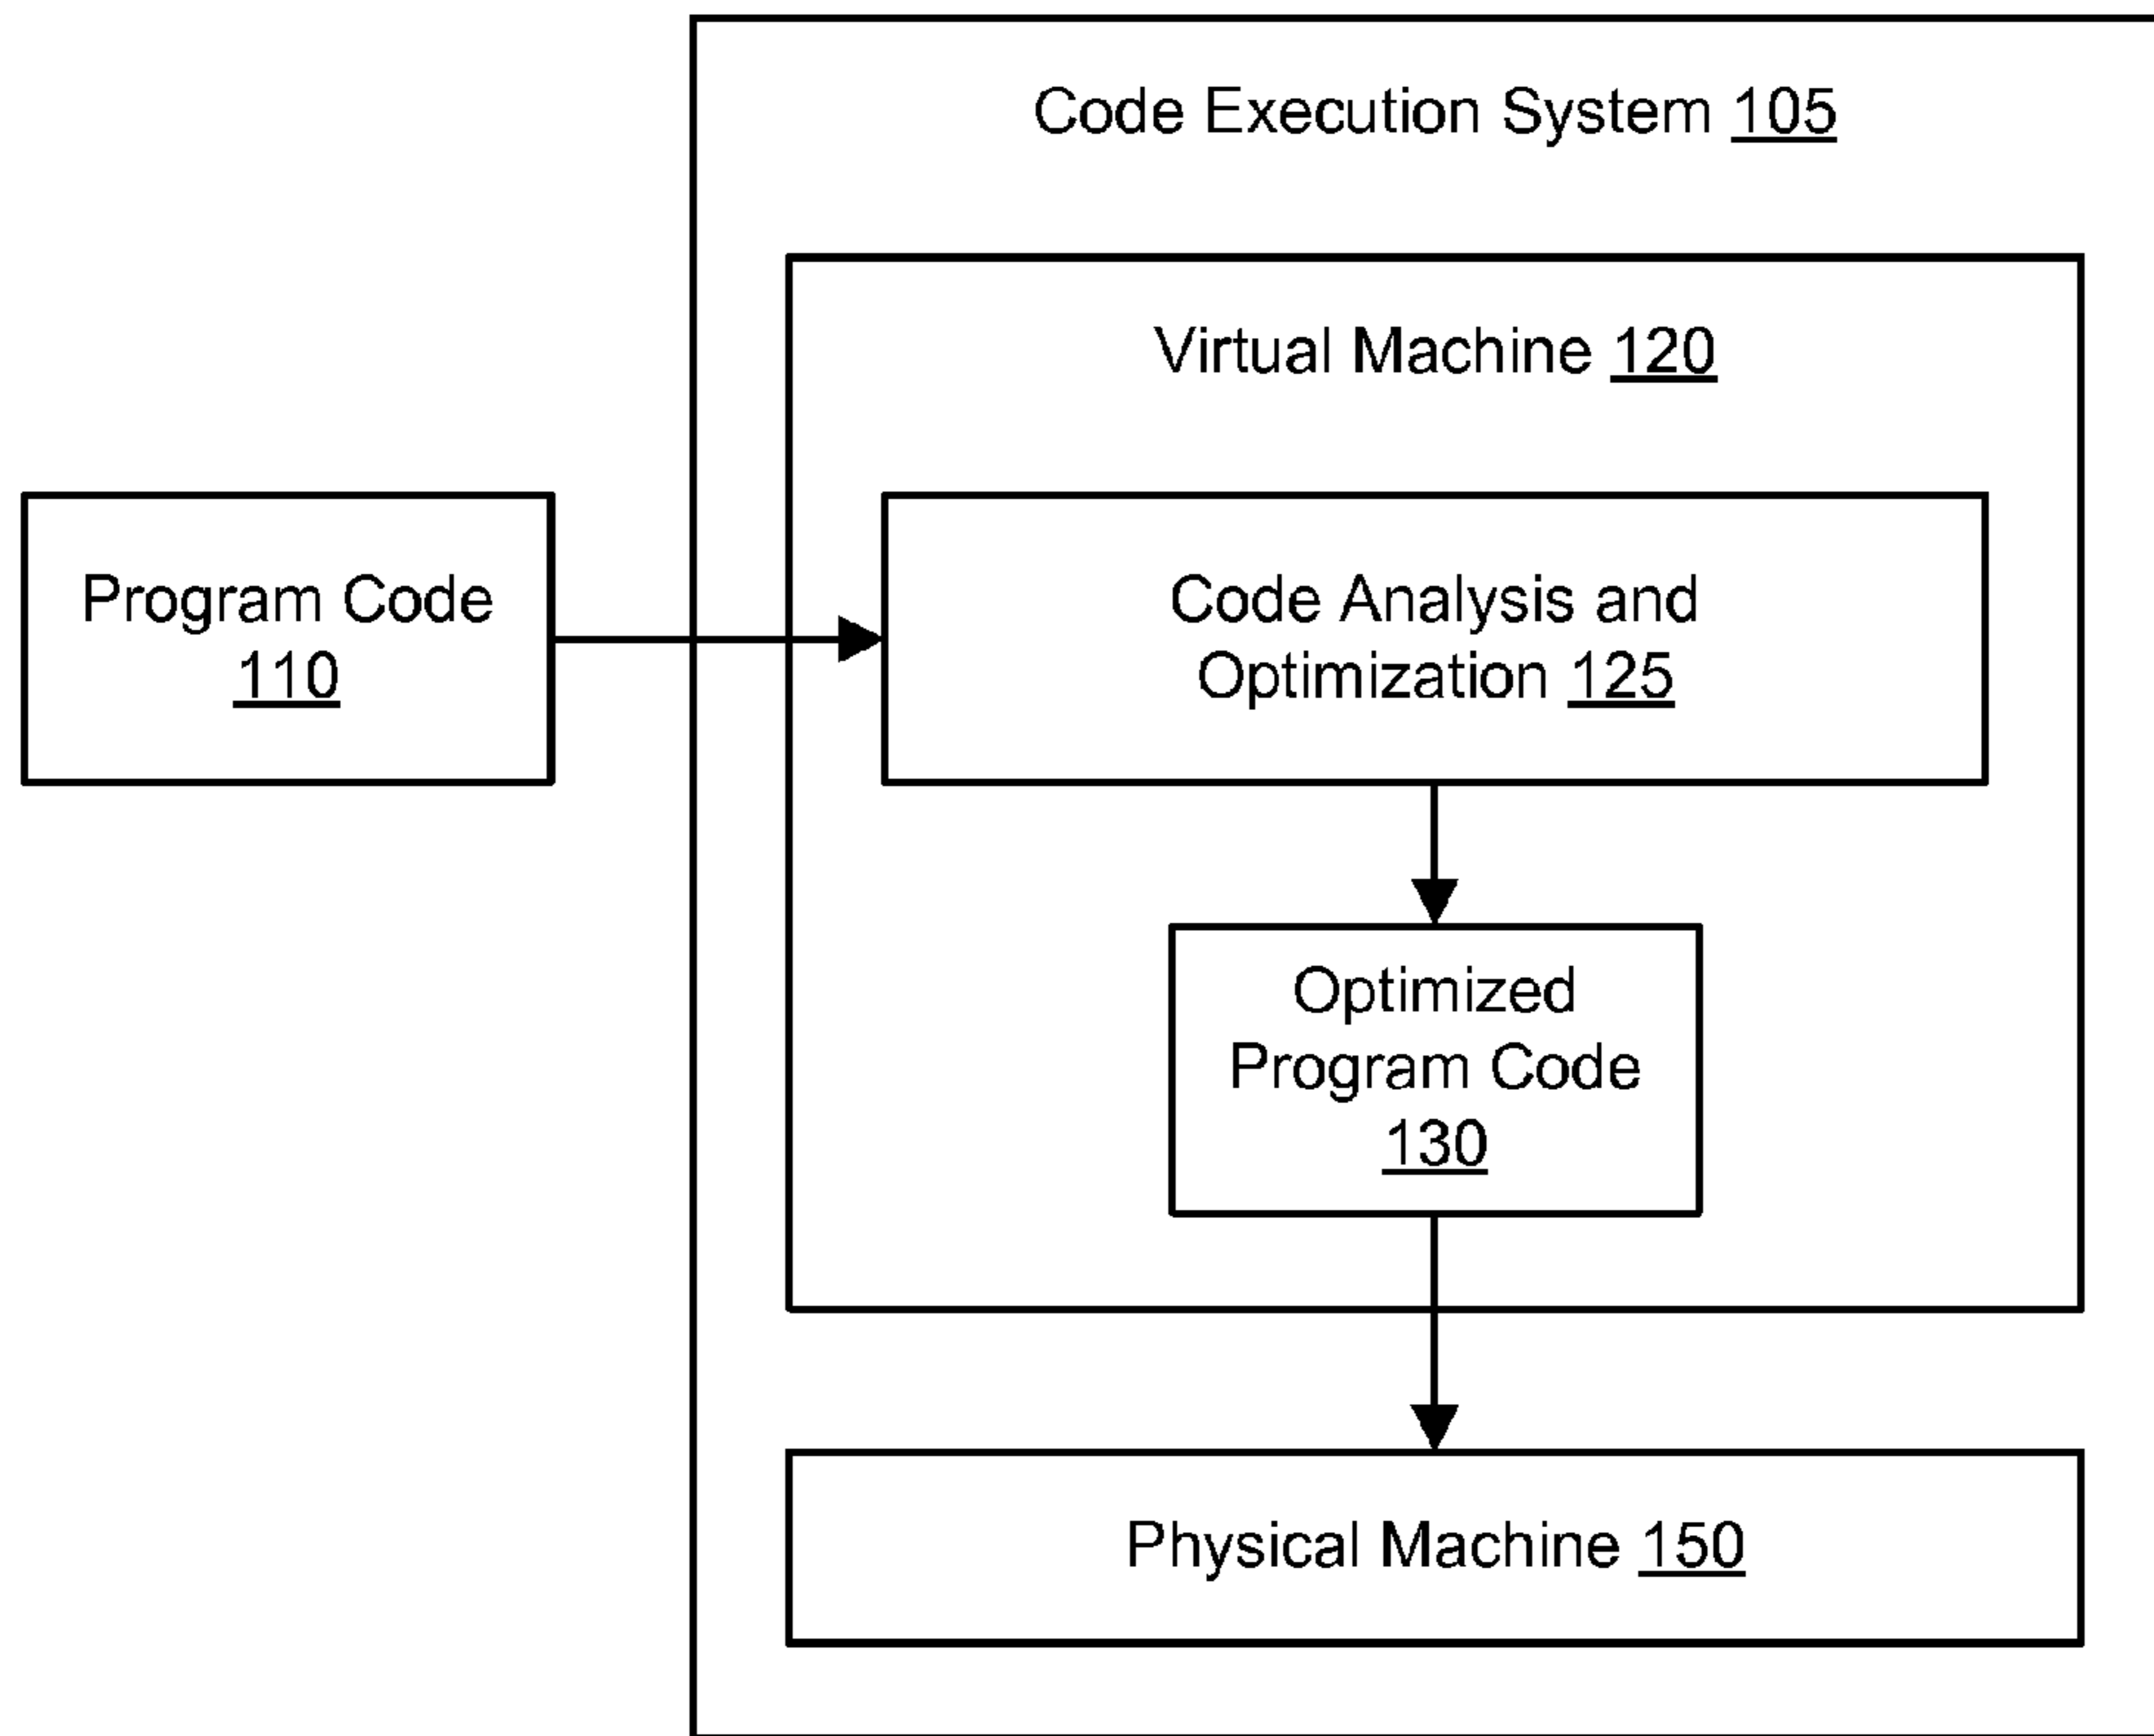 Code Execution System 105
Virtual Machine 120
Program Code
110
Code Analysis and
Optimization 125
Optimized
Program Code
130
Physical Machine 150